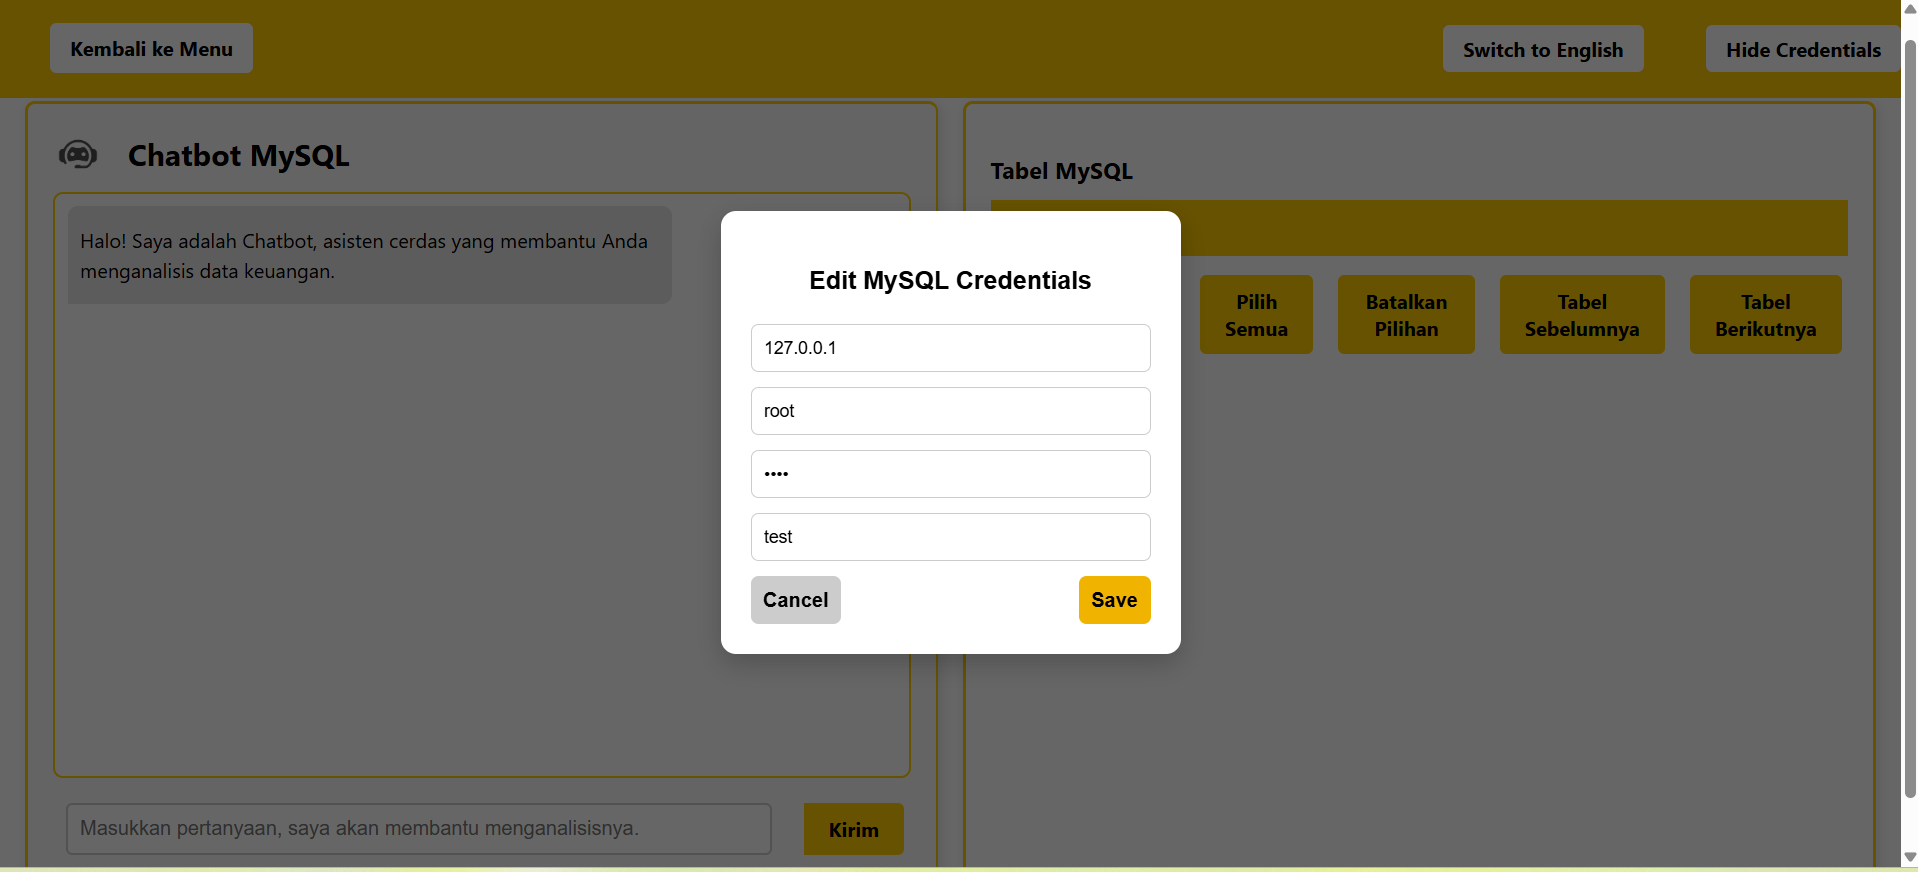 Kembali ke Menu
Switch to English
Hide Credentials
Chatbot MySQL
Halo! Saya adalah Chatbot, asisten cerdas yang membantu Anda
menganalisis data keuangan.
Masukkan pertanyaan, saya akan membantu menganalisisnya.
Kirim
Tabel MySQL
Pilih
Semua
Batalkan
Pilihan
Tabel
Sebelumnya
Tabel
Berikutnya
Edit MySQL Credentials
127.0.0.1
root
••••
test
Cancel
Save